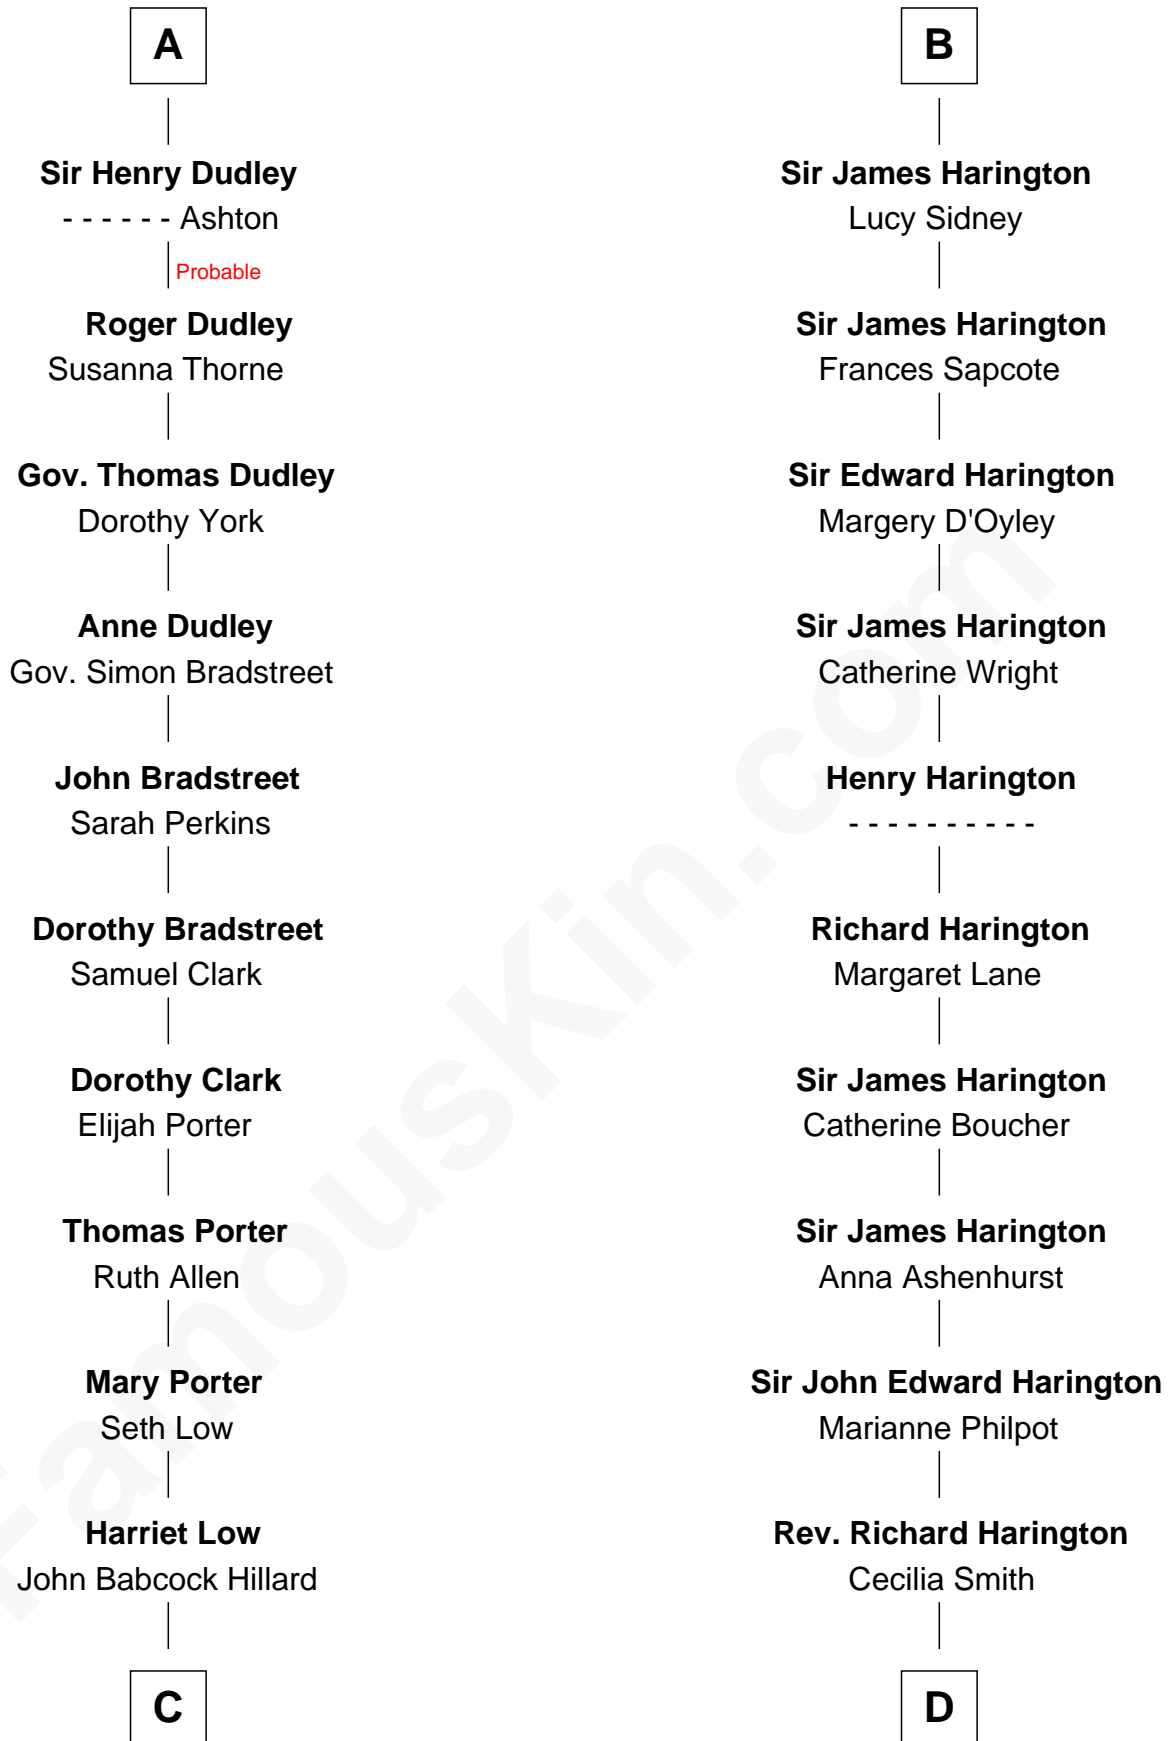 A
Sir Henry Dudley
- - - - - - Ashton
Probable
Roger Dudley
Susanna Thorne
Gov. Thomas Dudley
Dorothy York
Anne Dudley
Gov. Simon Bradstreet
John Bradstreet
Sarah Perkins
Dorothy Bradstreet
Samuel Clark
Dorothy Clark
Elijah Porter
Thomas Porter
Ruth Allen
Mary Porter
Seth Low
Harriet Low
John Babcock Hillard
C
B
Sir James Harington
Lucy Sidney
Sir James Harington
Frances Sapcote
Sir Edward Harington
Margery D'Oyley
Sir James Harington
Catherine Wright
Henry Harington
- - - - - - - - - -
Richard Harington
Margaret Lane
Sir James Harington
Catherine Boucher
Sir James Harington
Anna Ashenhurst
Sir John Edward Harington
Marianne Philpot
Rev. Richard Harington
Cecilia Smith
D
FamousKin.com